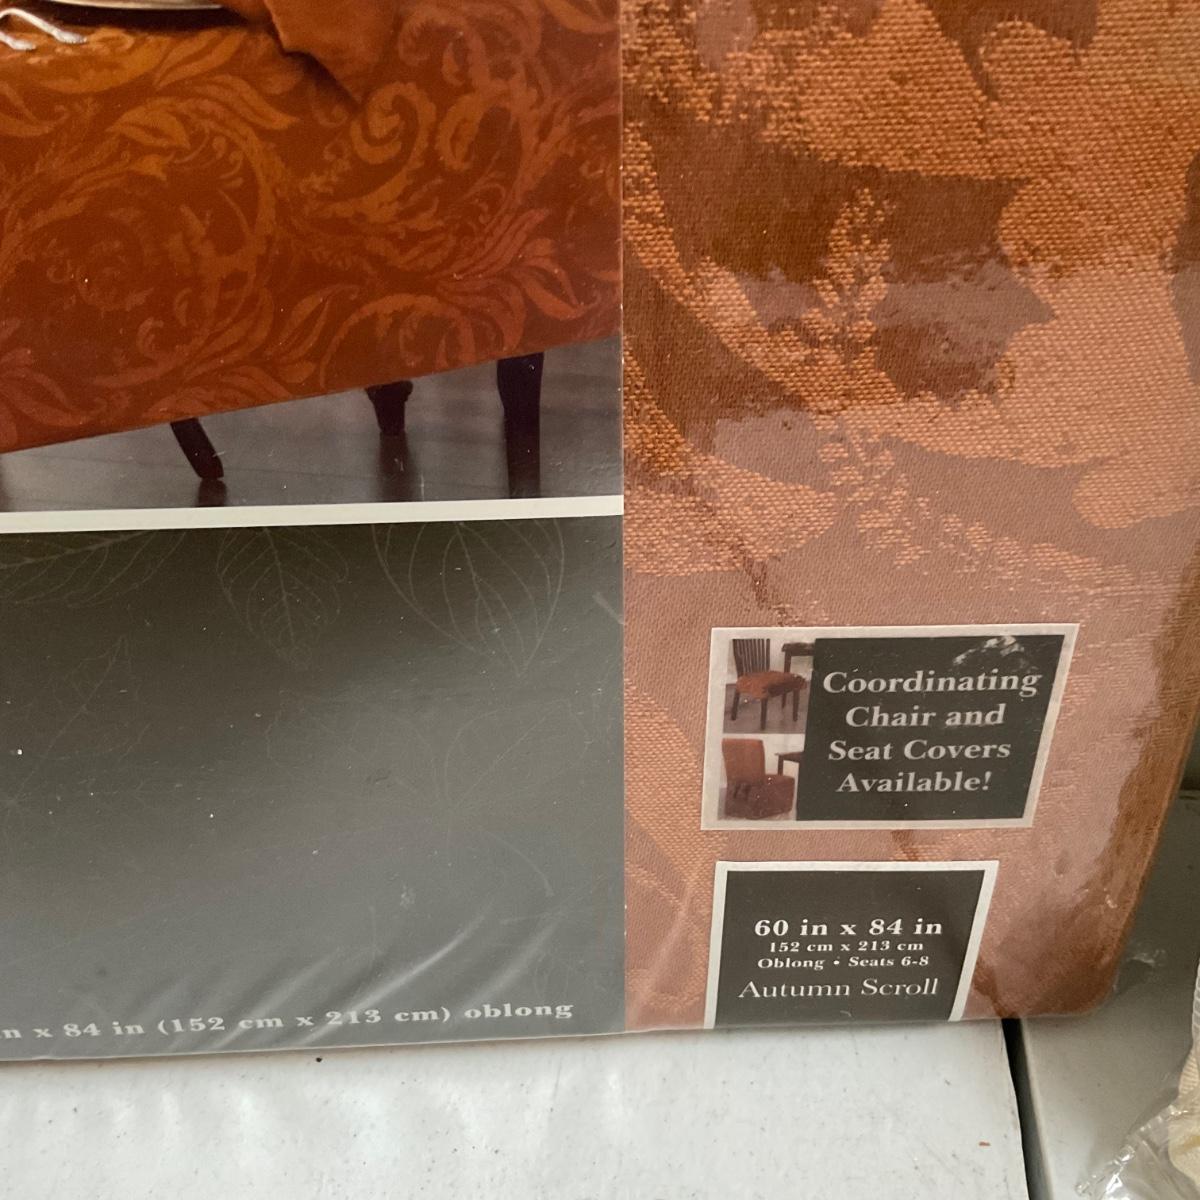 Coordinating
Chair and
Seat Covers
Available!
60 in x 84 in
152 cm x 213 cm
Oblong • Seats 6-8
Autumn Scroll
x 84 in (152 cm x 213 cm) oblong